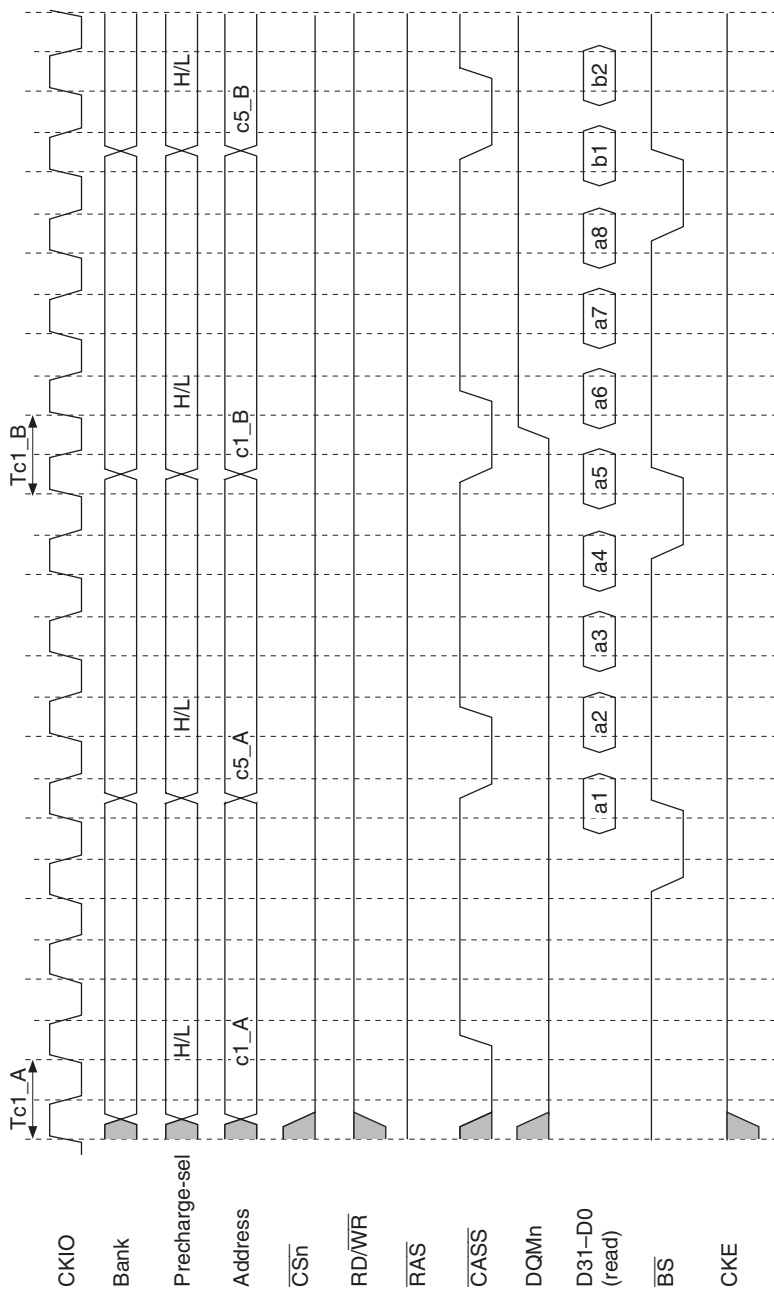 Tc1_A
Tc1_B
CKIO
Bank
Precharge-sel
H/L
H/L
H/L
H/L
Address
c1_A
c5_A
c1_B
c5_B
CSn
RD/WR
RAS
CASS
DQMn
D31–D0
(read)
a1
a2
a3
a4
a5
a6
a7
a8
b1
b2
BS
CKE